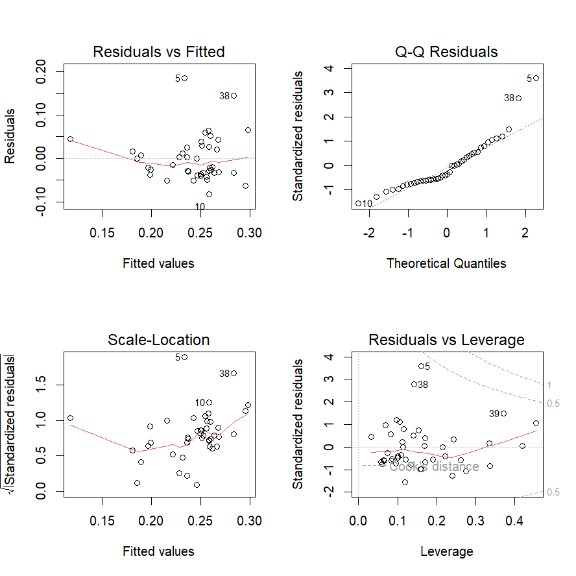 Residuals vs Fitted
Residuals
-0.10 0.00 0.10 0.20
5
38
10
0.15 0.20 0.25 0.30
Fitted values
Q-Q Residuals
Standardized residuals
-1 0 1 2 3 4
5
38
10
-2 -1 0 1 2
Theoretical Quantiles
Scale-Location
√|Standardized residuals|
0.0 0.5 1.0 1.5
5
38
10
0.15 0.20 0.25 0.30
Fitted values
Residuals vs Leverage
Standardized residuals
-2 -1 0 1 2 3 4
5
38
39
Cook's distance
1
0.5
0.5
0.0 0.1 0.2 0.3 0.4
Leverage